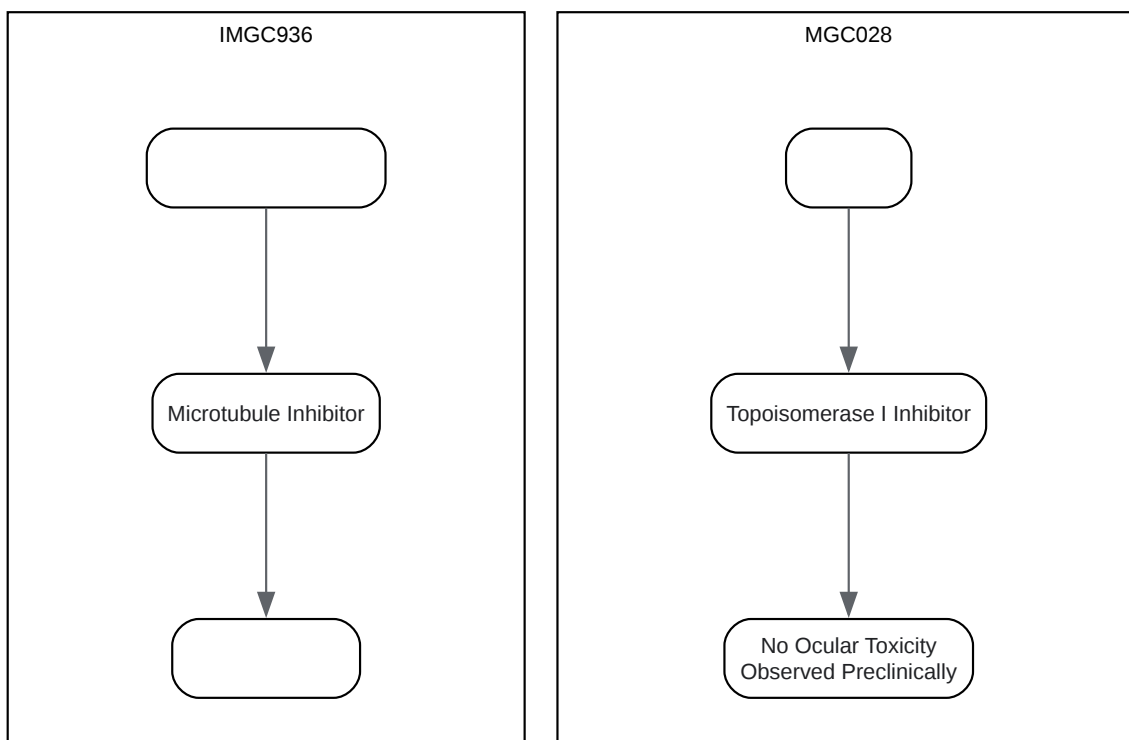 IMGC936
Microtubule Inhibitor
MGC028
Topoisomerase I Inhibitor
No Ocular Toxicity
Observed Preclinically